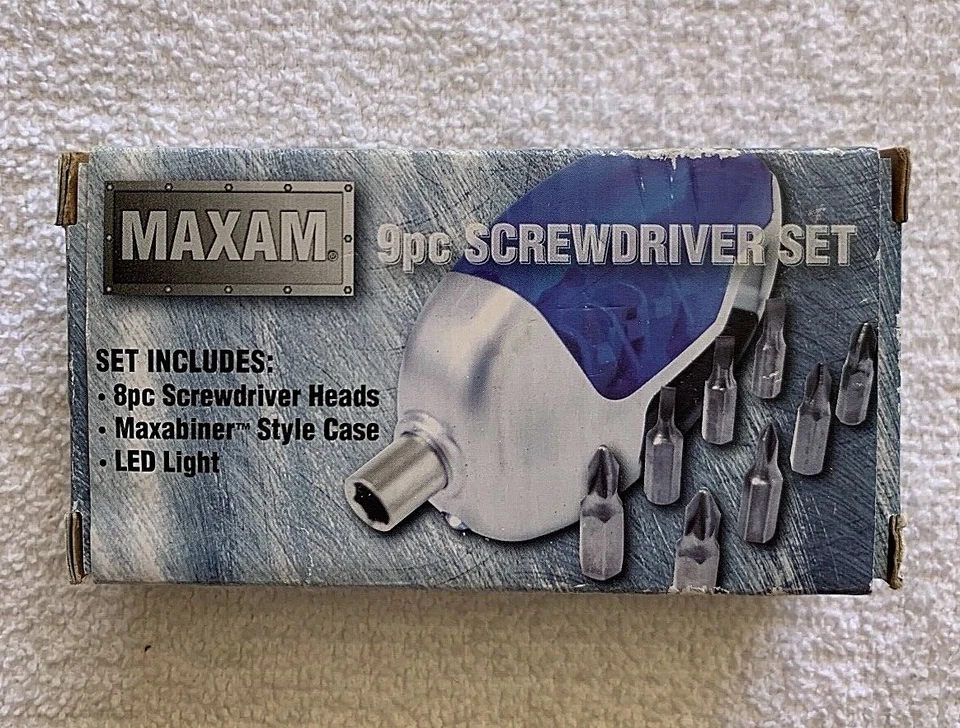 MAXAM®
9pc SCREWDRIVER SET
SET INCLUDES:
· 8pc Screwdriver Heads
· Maxabiner™ Style Case
· LED Light